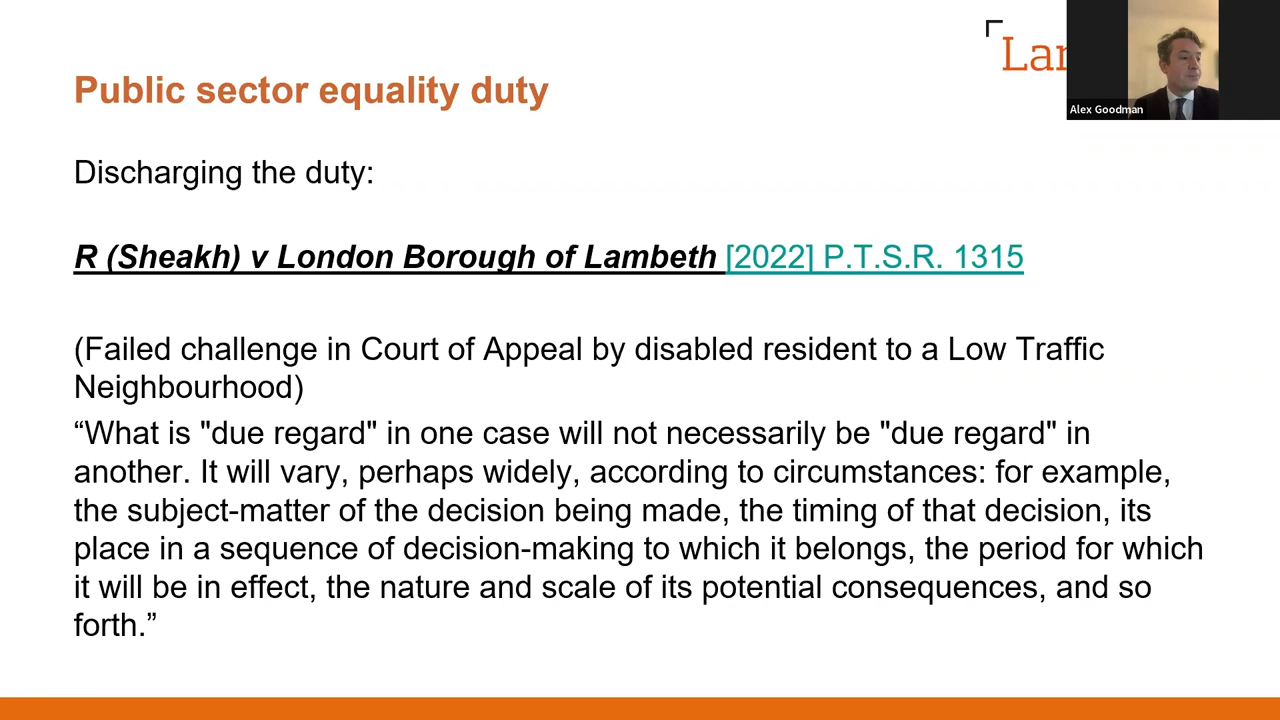 Public sector equality duty
Lan
Alex Goodman
Discharging the duty:
R (Sheakh) v London Borough of Lambeth [2022] P.T.S.R. 1315
(Failed challenge in Court of Appeal by disabled resident to a Low Traffic
Neighbourhood)
“What is "due regard" in one case will not necessarily be "due regard" in
another. It will vary, perhaps widely, according to circumstances: for example,
the subject-matter of the decision being made, the timing of that decision, its
place in a sequence of decision-making to which it belongs, the period for which
it will be in effect, the nature and scale of its potential consequences, and so
forth.”